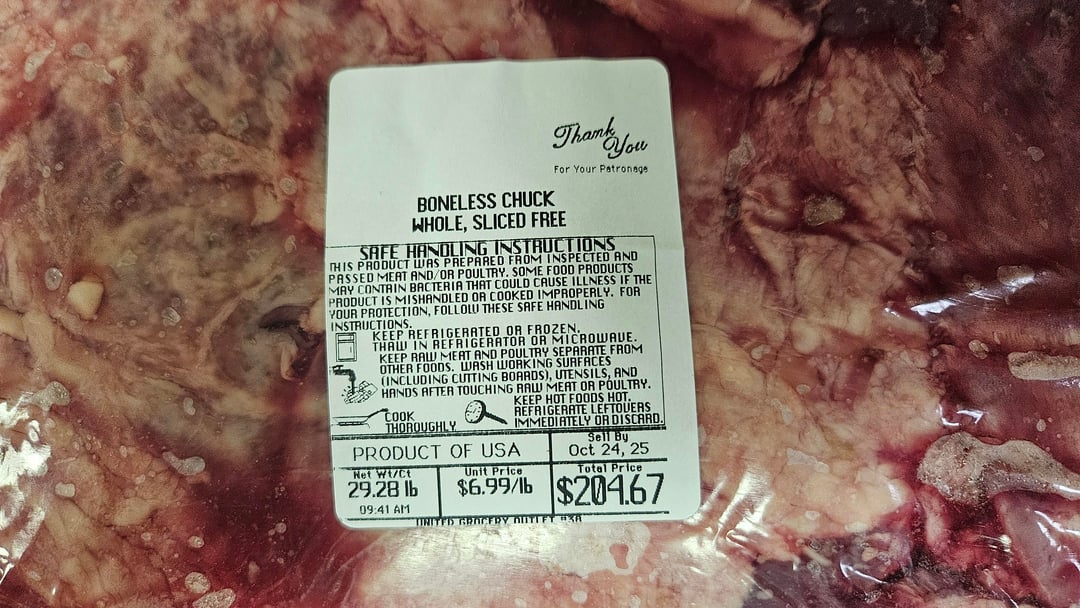 Thank
You
For Your Patronage
BONELESS CHUCK
WHOLE, SLICED FREE
SAFE HANDLING INSTRUCTIONS
THIS PRODUCT WAS PREPARED FROM INSPECTED AND
PASSED MEAT AND/OR POULTRY. SOME FOOD PRODUCTS
MAY CONTAIN BACTERIA THAT COULD CAUSE ILLNESS IF THE
PRODUCT IS MISHANDLED OR COOKED IMPROPERLY. FOR
YOUR PROTECTION, FOLLOW THESE SAFE HANDLING
INSTRUCTIONS.
KEEP REFRIGERATED OR FROZEN.
THAW IN REFRIGERATOR OR MICROWAVE.
KEEP RAW MEAT AND POULTRY SEPARATE FROM
OTHER FOODS. WASH WORKING SURFACES
(INCLUDING CUTTING BOARDS), UTENSILS, AND
HANDS AFTER TOUCHING RAW MEAT OR POULTRY.
COOK
THOROUGHLY
KEEP HOT FOODS HOT.
REFRIGERATE LEFTOVERS
IMMEDIATELY OR DISCARD.
PRODUCT OF USA
Sell By
Oct 24, 25
Net Wt/Ct
29.28 lb
09:41 AM
Unit Price
$6.99/lb
Total Price
$204.67
UNITED GROCERY OUTLET #38